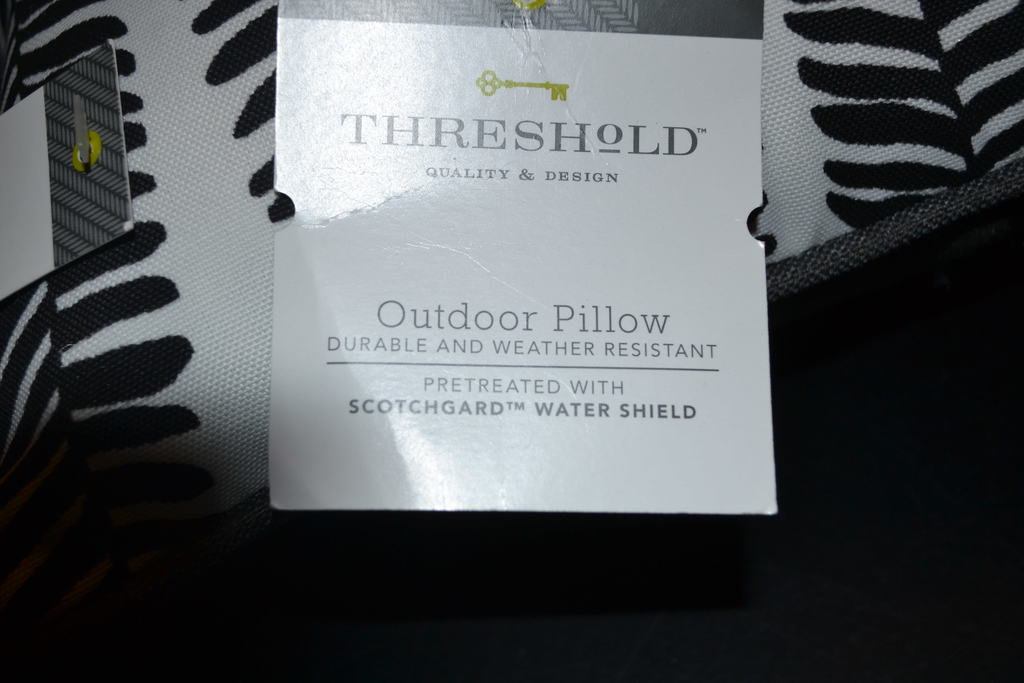 THRESHOLD™
QUALITY & DESIGN
Outdoor Pillow
DURABLE AND WEATHER RESISTANT
PRETREATED WITH
SCOTCHGARD™ WATER SHIELD